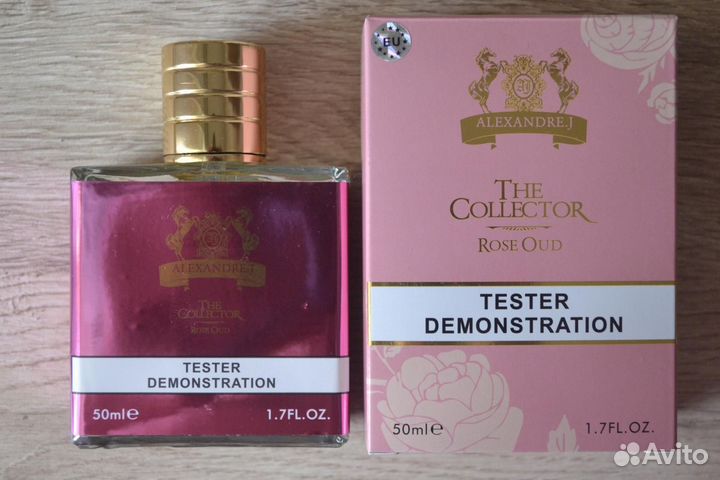 ALEXANDRE.J
THE
COLLECTOR
ROSE OUD
TESTER
DEMONSTRATION
50ml℮ 1.7FL.OZ.
EU
AJ
ALEXANDRE.J
THE
COLLECTOR
ROSE OUD
TESTER
DEMONSTRATION
50ml℮ 1.7FL.OZ.
Avito